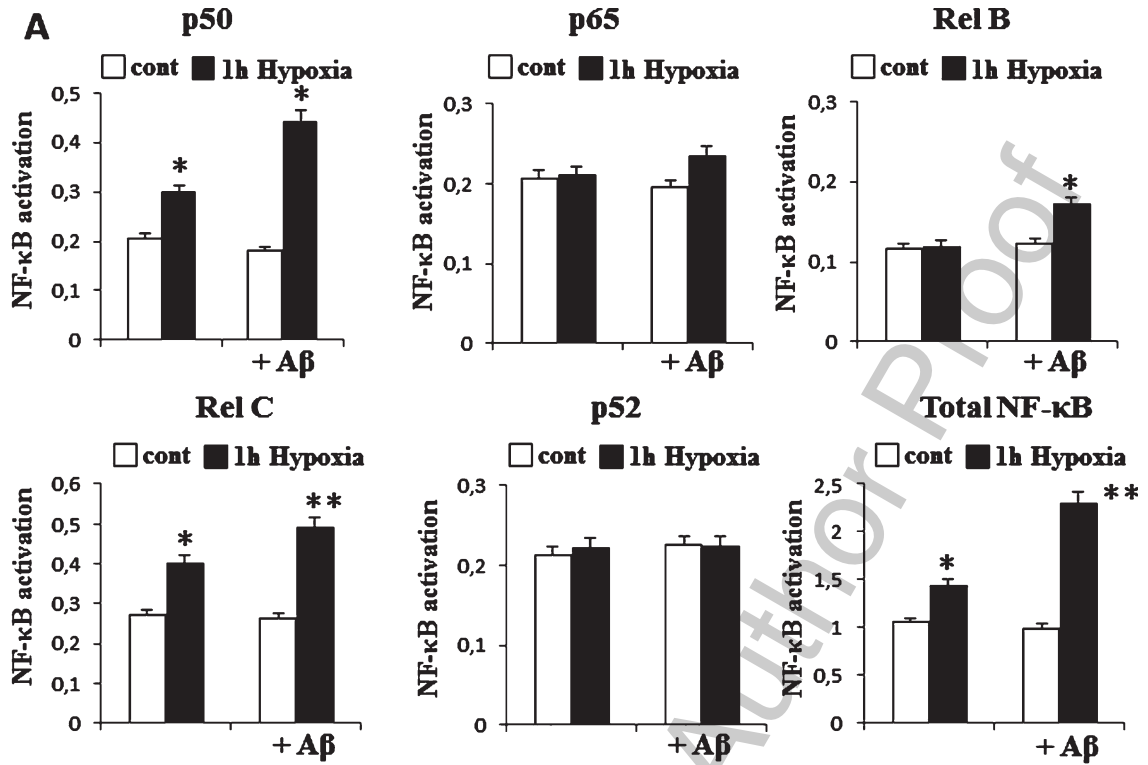 A
p50
cont 1h Hypoxia
NF-κB activation
0,5
0,4
0,3
0,2
0,1
0
*
*
+ Aβ
p65
cont 1h Hypoxia
NF-κB activation
0,3
0,2
0,1
0
+ Aβ
Rel B
cont 1h Hypoxia
NF-κB activation
0,3
0,2
0,1
0
*
+ Aβ
Rel C
cont 1h Hypoxia
NF-κB activation
0,6
0,5
0,4
0,3
0,2
0,1
0
*
**
+ Aβ
p52
cont 1h Hypoxia
NF-κB activation
0,3
0,2
0,1
0
+ Aβ
Total NF-κB
cont 1h Hypoxia
NF-κB activation
2,5
2
1,5
1
0,5
0
*
**
+ Aβ
Author Proof